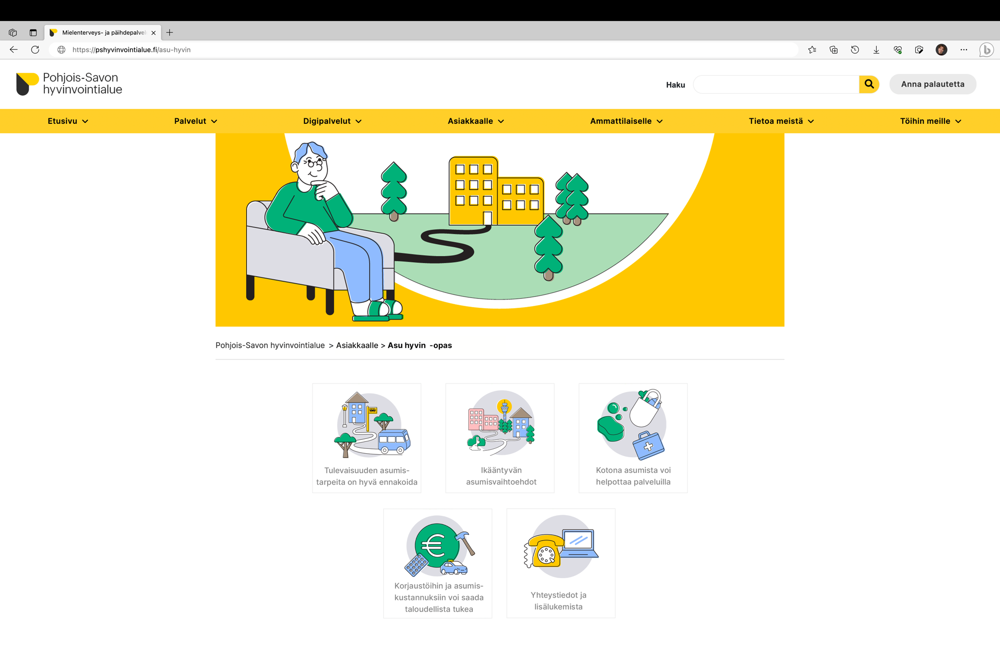 Mielenterveys- ja päihdepalvel
https://pshyvinvointialue.fi/asu-hyvin
Pohjois-Savon
hyvinvointialue
Haku
Anna palautetta
Etusivu
Palvelut
Digipalvelut
Asiakkaalle
Ammattilaiselle
Tietoa meistä
Töihin meille
Pohjois-Savon hyvinvointialue > Asiakkaalle > Asu hyvin -opas
Tulevaisuuden asumis-
tarpeita on hyvä ennakoida
Ikääntyvän
asumisvaihtoehdot
Kotona asumista voi
helpottaa palveluilla
€
Korjaustöihin ja asumis-
kustannuksiin voi saada
taloudellista tukea
Yhteystiedot ja
lisälukemista